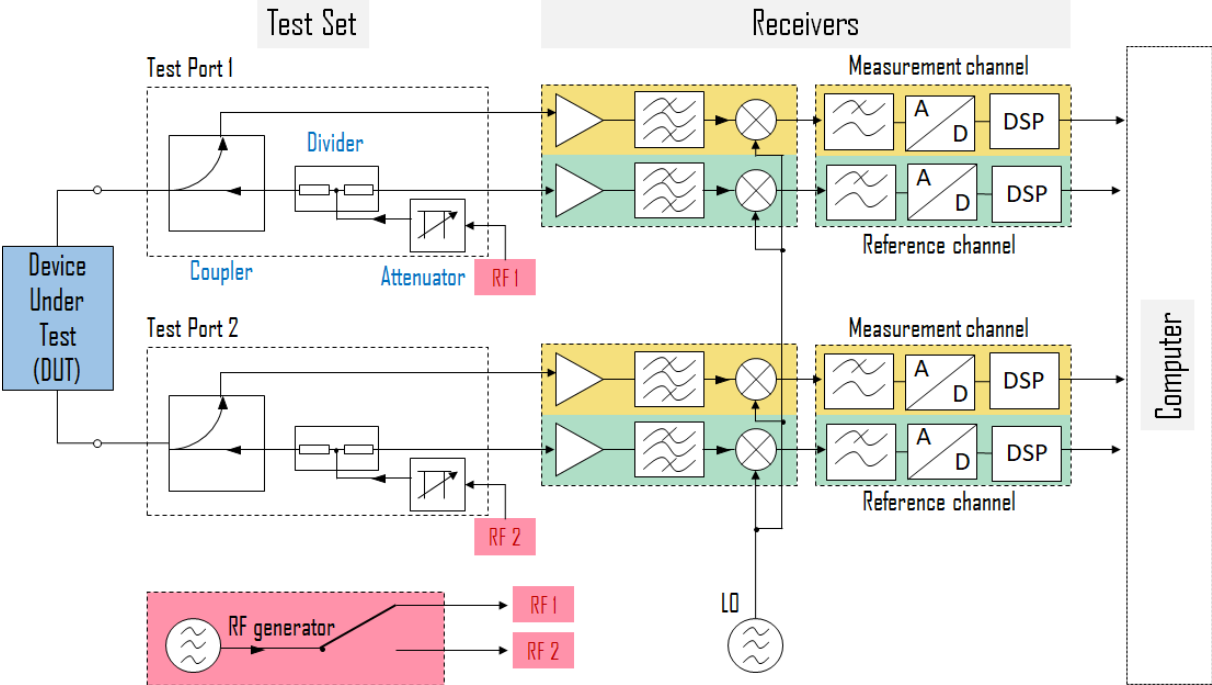 Test Set
Receivers
Test Port 1
Measurement channel
Divider
A
D
DSP
A
D
DSP
Coupler
Attenuator
RF 1
Reference channel
Device
Under
Test
(DUT)
Test Port 2
Measurement channel
A
D
DSP
A
D
DSP
RF 2
Reference channel
Computer
RF generator
RF 1
RF 2
LO